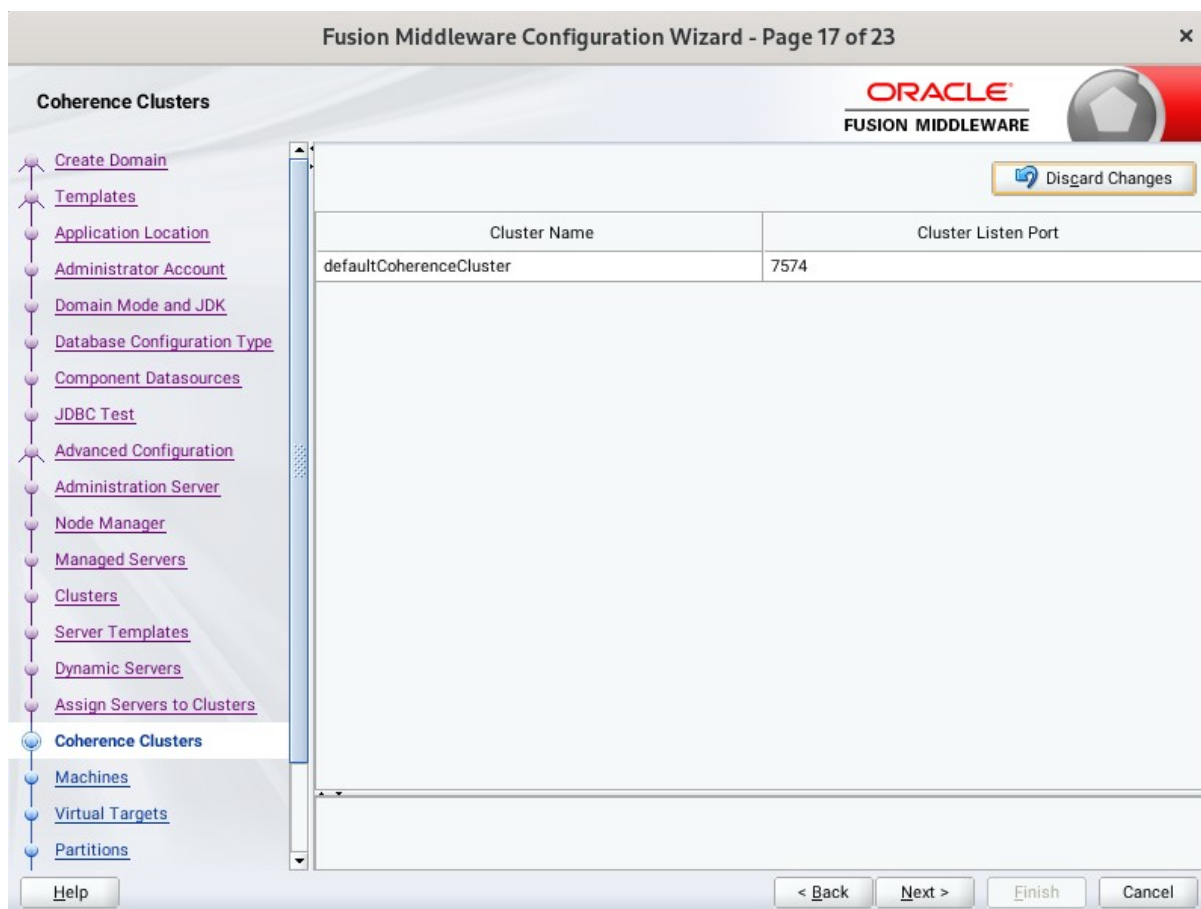 Fusion Middleware Configuration Wizard - Page 17 of 23
Coherence Clusters
ORACLE
FUSION MIDDLEWARE
Create Domain
Templates
Application Location
Administrator Account
Domain Mode and JDK
Database Configuration Type
Component Datasources
JDBC Test
Advanced Configuration
Administration Server
Node Manager
Managed Servers
Clusters
Server Templates
Dynamic Servers
Assign Servers to Clusters
Coherence Clusters
Machines
Virtual Targets
Partitions
Discard Changes
Cluster Name Cluster Listen Port
defaultCoherenceCluster 7574
Help < Back Next > Finish Cancel